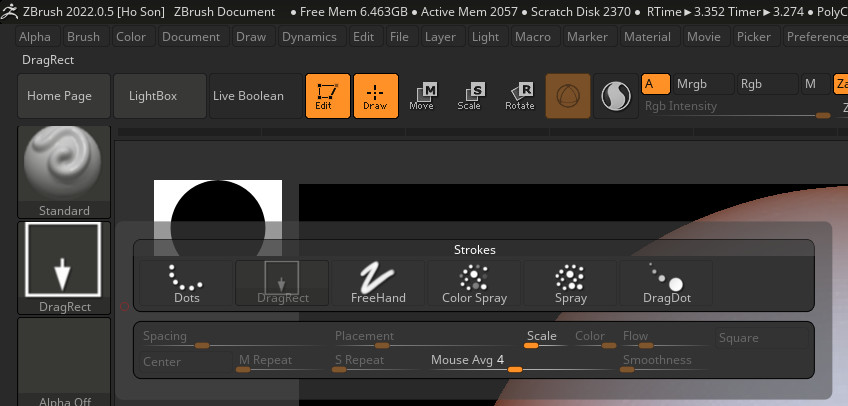 ZBrush 2022.0.5 [Ho Son] ZBrush Document ● Free Mem 6.463GB ● Active Mem 2057 ● Scratch Disk 2370 ● RTime►3.352 Timer►3.274 ● PolyC
Alpha Brush Color Document Draw Dynamics Edit File Layer Light Macro Marker Material Movie Picker Preference
DragRect
Home Page LightBox Live Boolean Edit Draw Move Scale Rotate A Mrgb Rgb M Za
M S R
Rgb Intensity Z
Standard
Strokes
DragRect
Dots DragRect FreeHand Color Spray Spray DragDot
Spacing Placement Scale Color Flow Square
Center M Repeat S Repeat Mouse Avg 4 Smoothness
Alpha Off